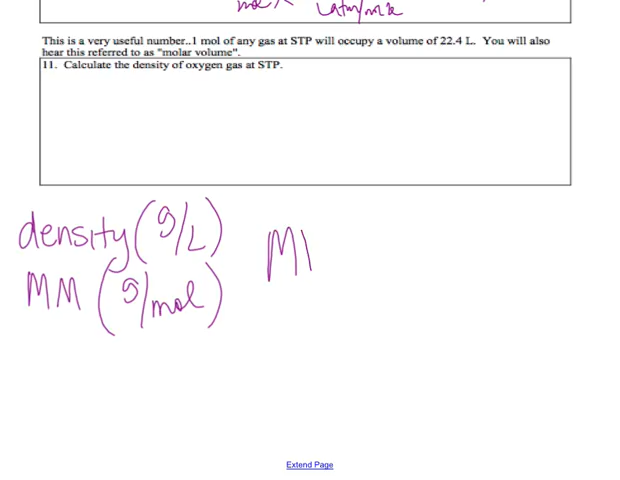 L atm/mol k
This is a very useful number..1 mol of any gas at STP will occupy a volume of 22.4 L. You will also
hear this referred to as "molar volume".
11. Calculate the density of oxygen gas at STP.
density (g/L)
MM (g/mol)
M
Extend Page